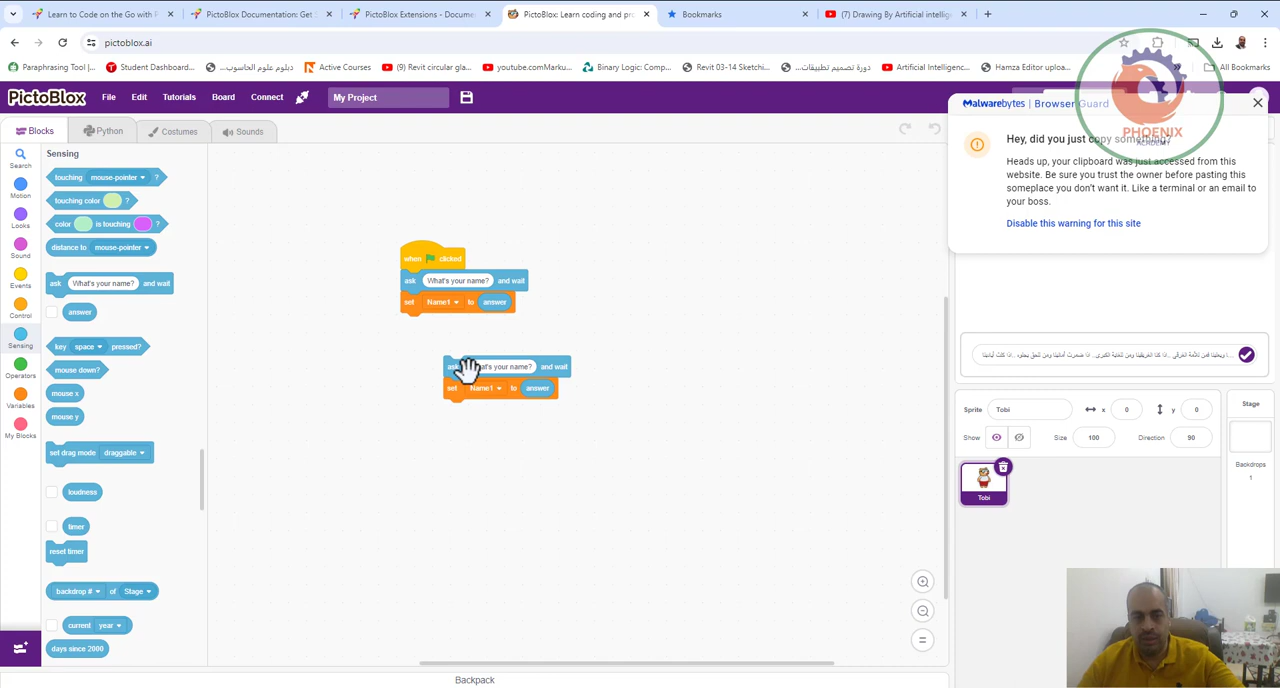 Learn to Code on the Go with P
PictoBlox Documentation: Get S
PictoBlox Extensions - Docume
PictoBlox: Learn coding and pr
Bookmarks
(7) Drawing By Artificial intellige
pictoblox.ai
Paraphrasing Tool |...
Student Dashboard...
دبلوم علوم الحاسوب...
Active Courses
(9) Revit solar glar
youtube.comMarku...
Binary Logic: Comp...
Revit 03-14 Sketchi...
دورة تصميم تطبيقات...
Artificial Intelligenc...
Hamza Editor uploa...
All Bookmarks
PictoBlox
File
Edit
Tutorials
Board
Connect
My Project
Malwarebytes | Browser Guard
PHOENIX
ACADEMY
Blocks
Python
Costumes
Sounds
Hey, did you just copy something?
Heads up, your clipboard was just accessed from this
website. Be sure you trust the owner before pasting this
someplace you don't want it. Like a terminal or an email to
your boss.
Disable this warning for this site
Search
Motion
Looks
Sound
Events
Control
Sensing
Operators
Variables
My Blocks
Sensing
touching mouse-pointer ?
touching color ?
color is touching ?
distance to mouse-pointer
ask What's your name? and wait
answer
key space pressed?
mouse down?
mouse x
mouse y
set drag mode draggable
loudness
timer
reset timer
backdrop # of Stage
current year
days since 2000
when clicked
ask What's your name? and wait
set Name1 to answer
your name? and wait
set Name1 to answer
Sprite Tobi x 0 y 0
Show Size 100 Direction 90
Tobi
Stage
Backdrops
1
Backpack